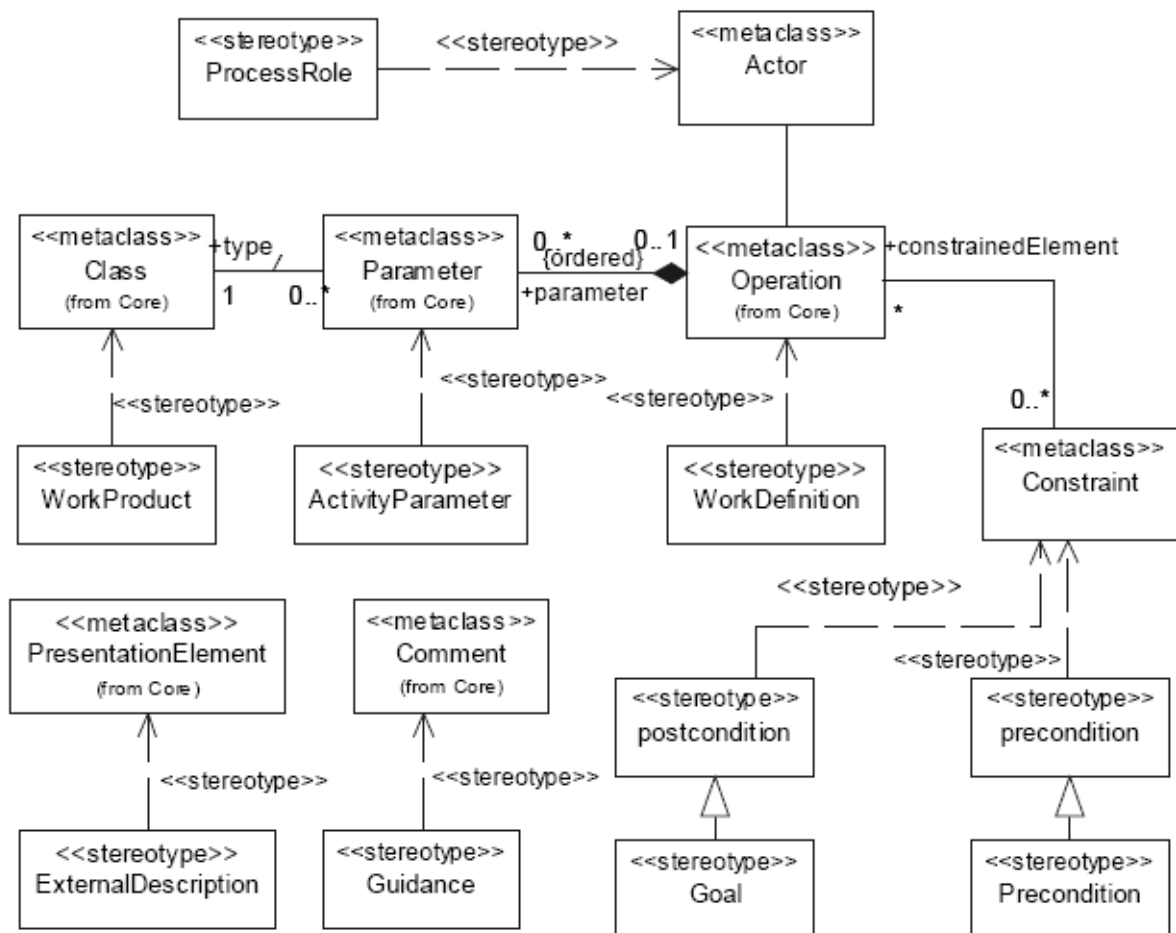 <<stereotype>>
ProcessRole
<<stereotype>>
<<metaclass>>
Actor
<<metaclass>>
Class
(from Core)
+type
/
1
0..*
<<metaclass>>
Parameter
(from Core)
0..*
{ordered}
+parameter
0..1
<<metaclass>>
Operation
(from Core)
+constrainedElement
*
0..*
<<stereotype>>
<<stereotype>>
<<stereotype>>
<<stereotype>>
WorkProduct
<<stereotype>>
ActivityParameter
<<stereotype>>
WorkDefinition
<<metaclass>>
Constraint
<<stereotype>>
<<stereotype>>
<<metaclass>>
PresentationElement
(from Core)
<<metaclass>>
Comment
(from Core)
<<stereotype>>
postcondition
<<stereotype>>
precondition
<<stereotype>>
<<stereotype>>
<<stereotype>>
ExternalDescription
<<stereotype>>
Guidance
<<stereotype>>
Goal
<<stereotype>>
Precondition